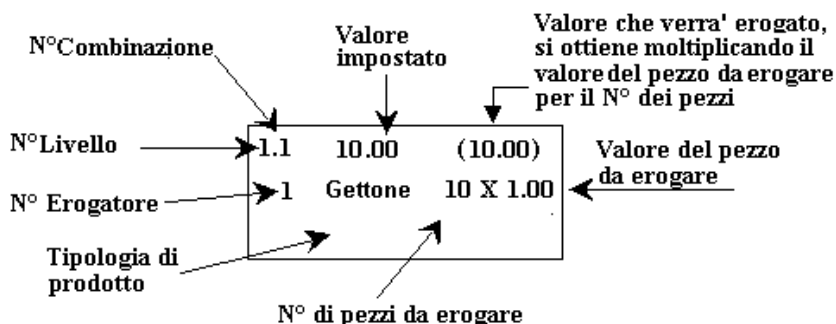 N°Combinazione
Valore
impostato
Valore che verra' erogato,
si ottiene moltiplicando il
valore del pezzo da erogare
per il N° dei pezzi
N°Livello
1.1 10.00 (10.00)
Valore del pezzo
da erogare
N° Erogatore
1 Gettone 10 X 1.00
Tipologia di
prodotto
N° di pezzi da erogare